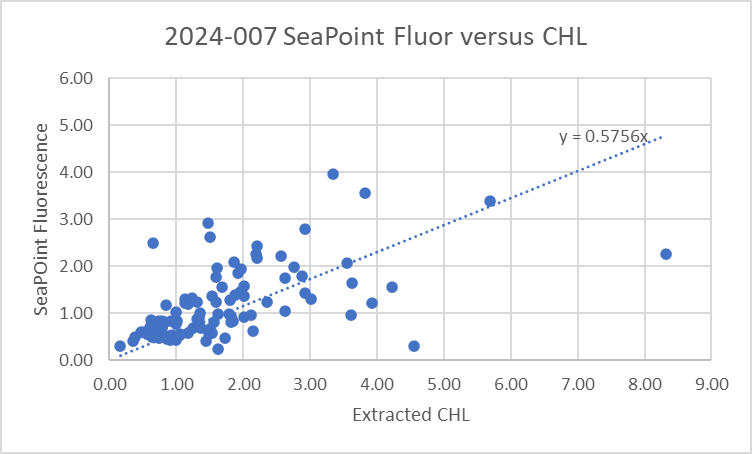 2024-007 SeaPoint Fluor versus CHL
6.00
5.00
4.00
3.00
2.00
1.00
0.00
SeaPOint Fluorescence
y = 0.5756x
0.00 1.00 2.00 3.00 4.00 5.00 6.00 7.00 8.00 9.00
Extracted CHL